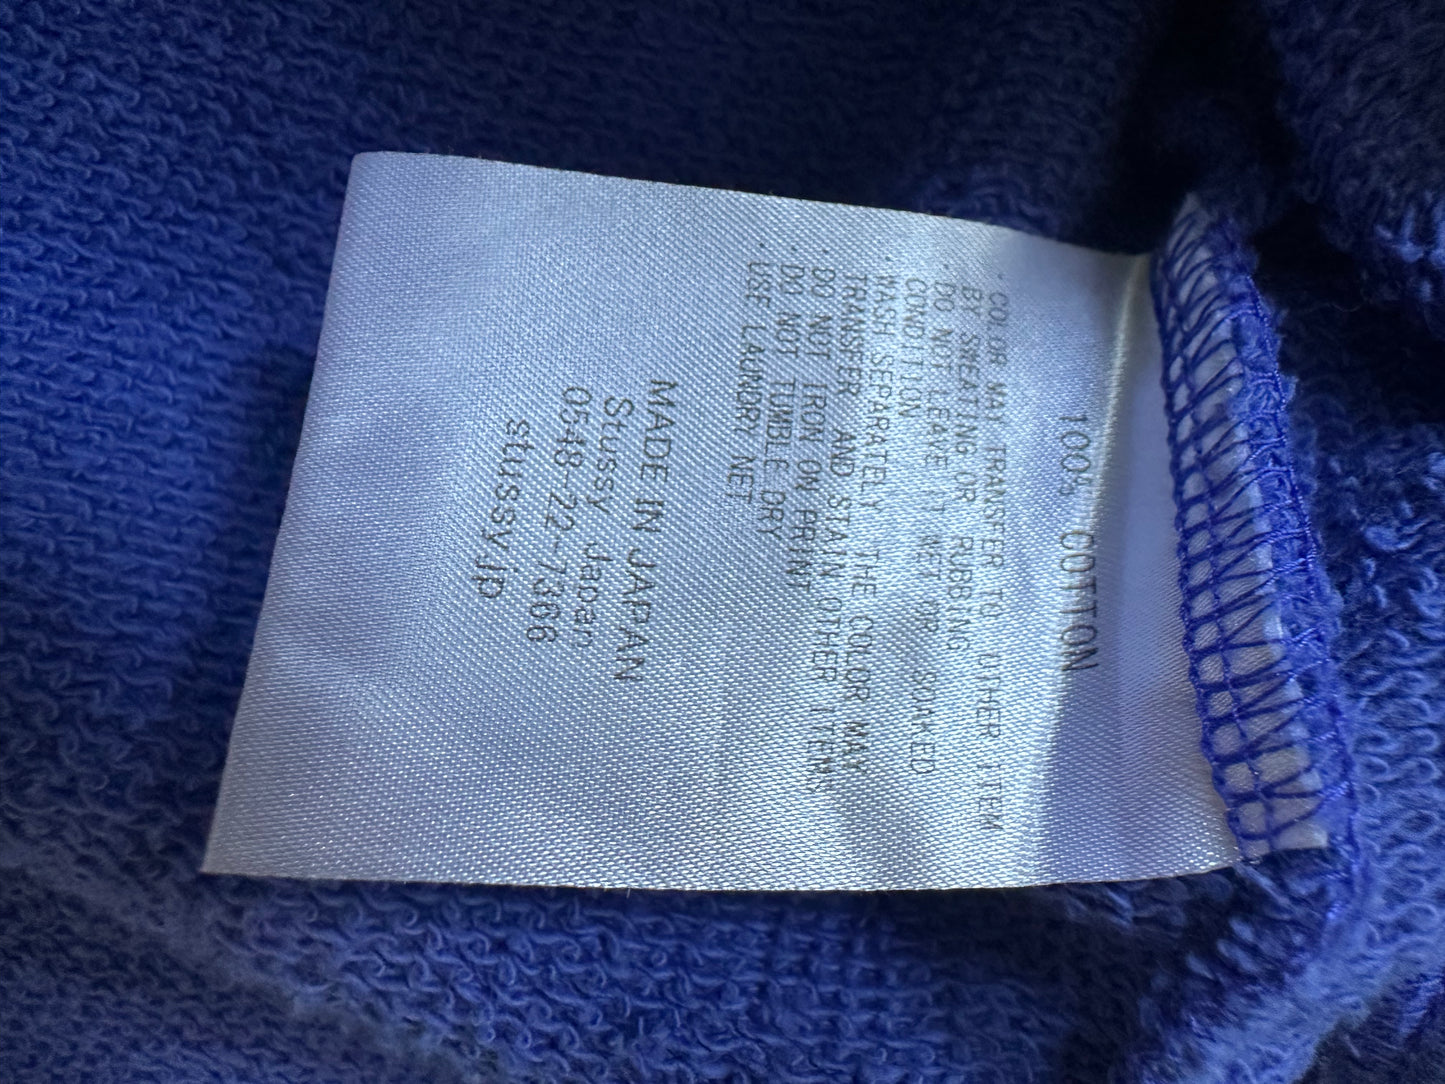 100% COTTON
· COLOR MAY FRANSFER TO OTHER ITEM
BY SWEATING OR RUBBING
· DO NOT LEAVE IT WET OR SORKED
CONDITION
· WASH SEPARATELY THE COLOR MAY
TRANSFER AND STAIN OTHER ITEMS
· DO NOT IRON ON PRINT
· DO NOT TUMBLE DRY
· USE LAUNDRY NET
MADE IN JAPAN
Stussy Japan
0548-22-7366
stussy.jp